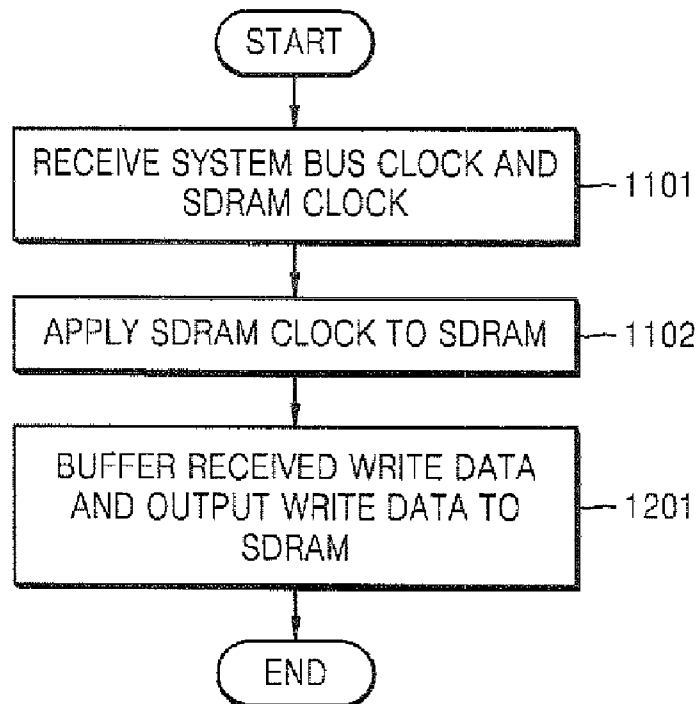 START
RECEIVE SYSTEM BUS CLOCK AND
SDRAM CLOCK
1101
APPLY SDRAM CLOCK TO SDRAM
1102
BUFFER RECEIVED WRITE DATA
AND OUTPUT WRITE DATA TO
SDRAM
1201
END